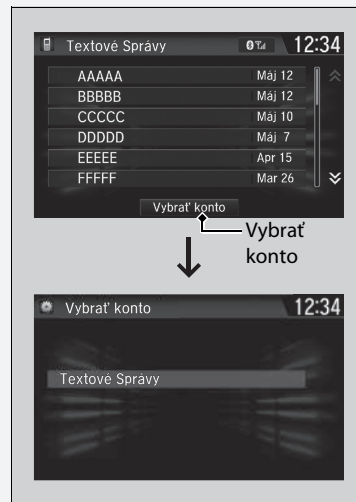 Textové Správy 12:34
AAAAA Máj 12
BBBBB Máj 12
CCCCC Máj 10
DDDDD Máj 7
EEEEE Apr 15
FFFFF Mar 26
Vybrať konto
Vybrať
konto
Vybrať konto 12:34
Textové Správy